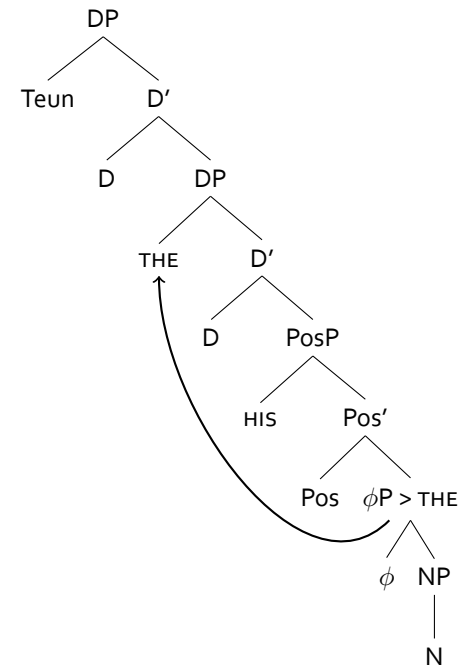 DP
Teun D′
D DP
THE D′
D PosP
HIS Pos′
Pos ϕP > THE
ϕ NP
N